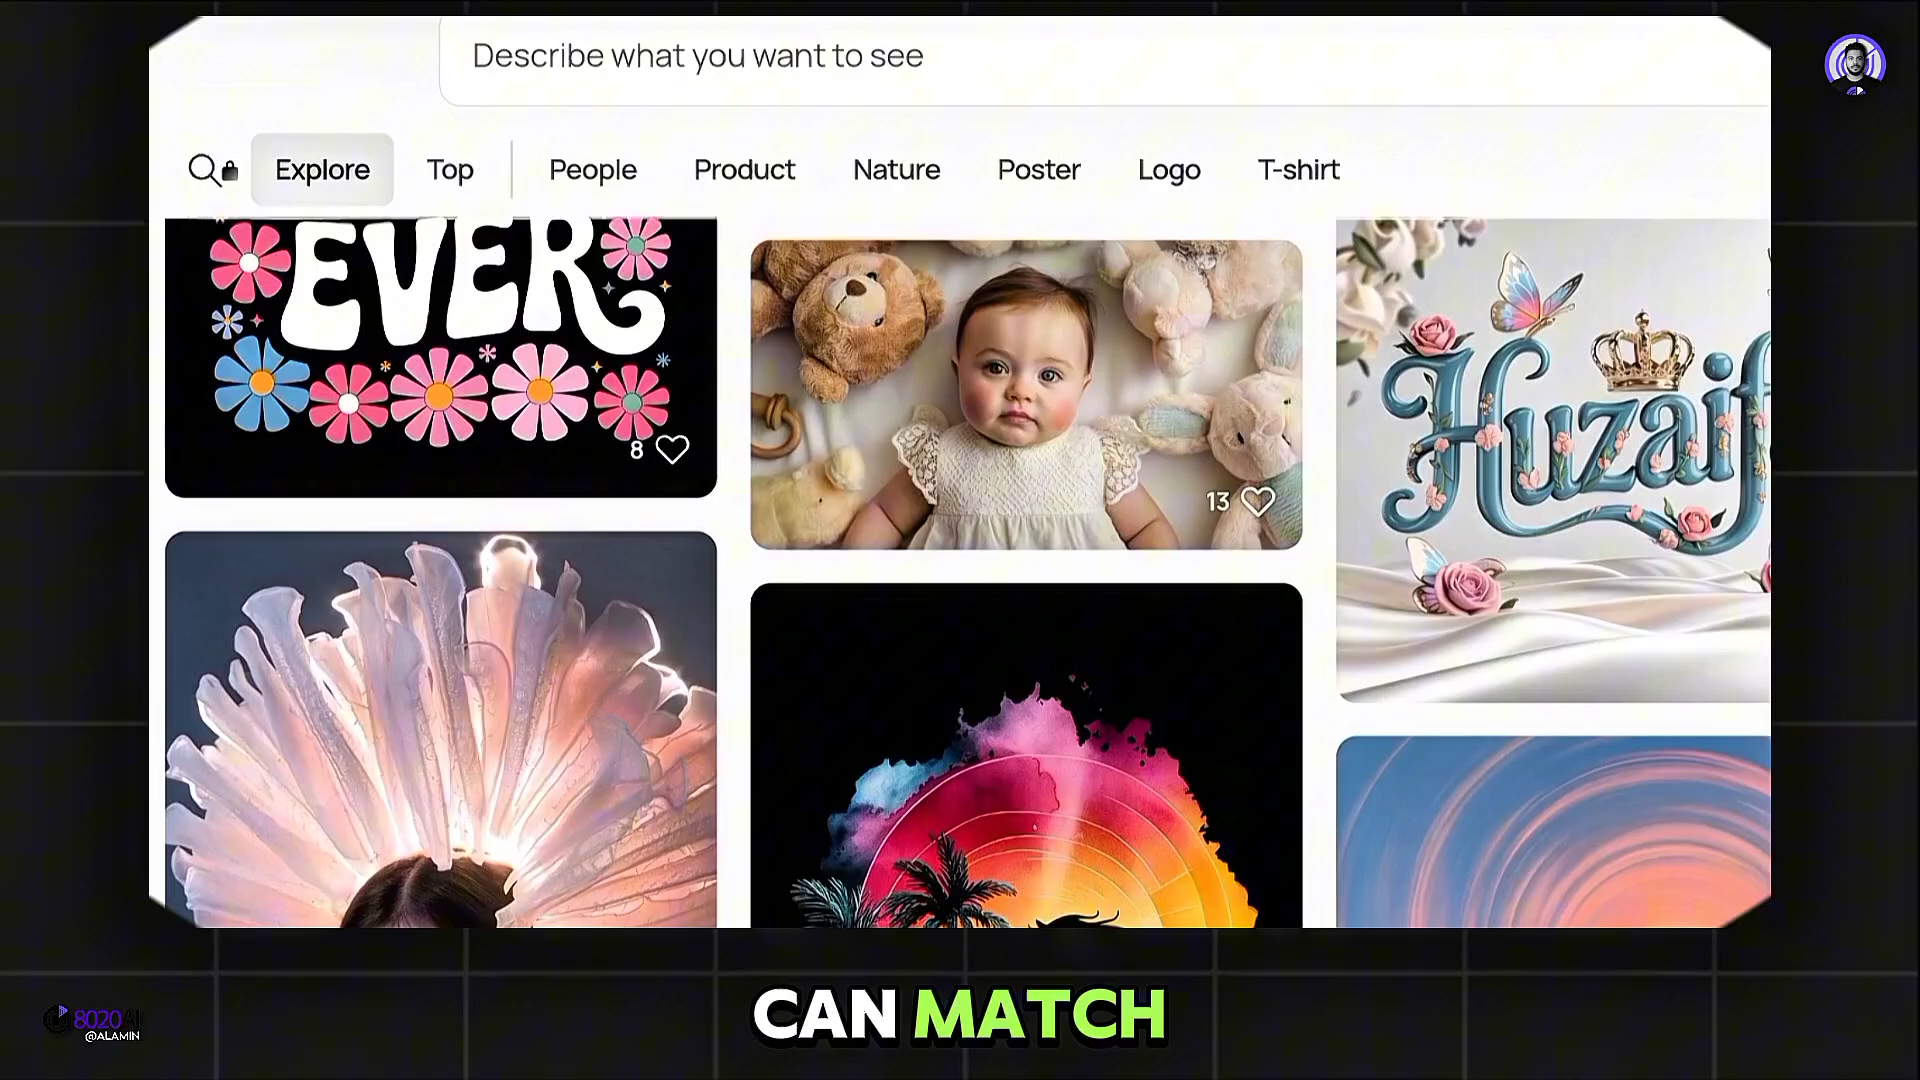 Describe what you want to see
Explore Top People Product Nature Poster Logo T-shirt
EVER
8
13
Huzaif
8020AI
@ALAMIN
CAN MATCH